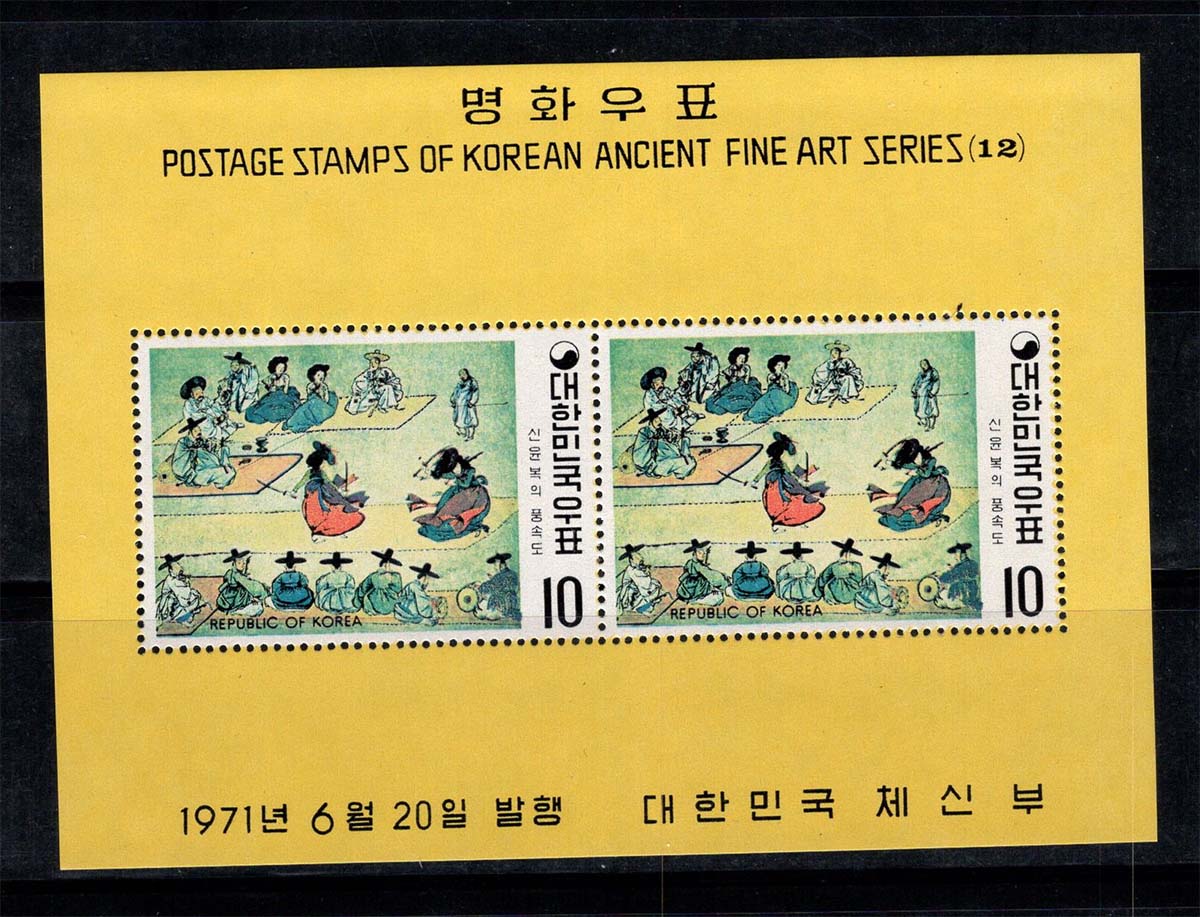 명화우표
POSTAGE STAMPS OF KOREAN ANCIENT FINE ART SERIES (12)
대한민국우표
신윤복의 풍속도
10
REPUBLIC OF KOREA
대한민국우표
신윤복의 풍속도
10
REPUBLIC OF KOREA
1971년 6월 20일 발행 대한민국 체신부